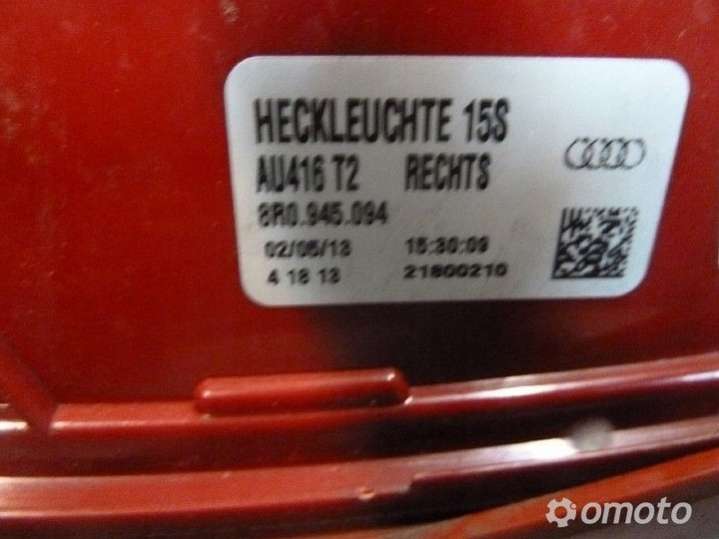 HECKLEUCHTE 15S
AU416 T2 RECHTS
8R0.945.094
02/05/13 15:30:09
4 18 13 21800210
omoto